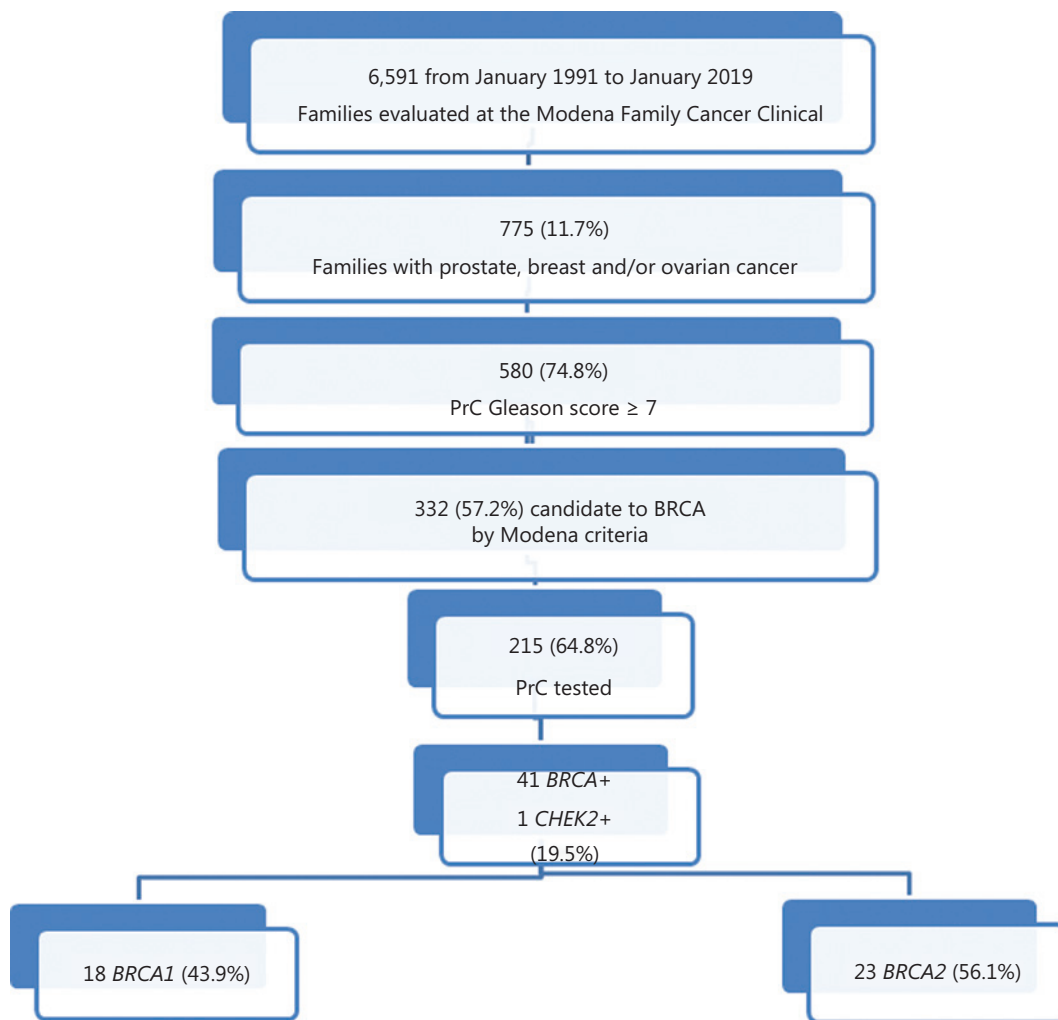 6,591 from January 1991 to January 2019
Families evaluated at the Modena Family Cancer Clinical
775 (11.7%)
Families with prostate, breast and/or ovarian cancer
580 (74.8%)
PrC Gleason score ≥ 7
332 (57.2%) candidate to BRCA
by Modena criteria
215 (64.8%)
PrC tested
41 BRCA+
1 CHEK2+
(19.5%)
18 BRCA1 (43.9%)
23 BRCA2 (56.1%)